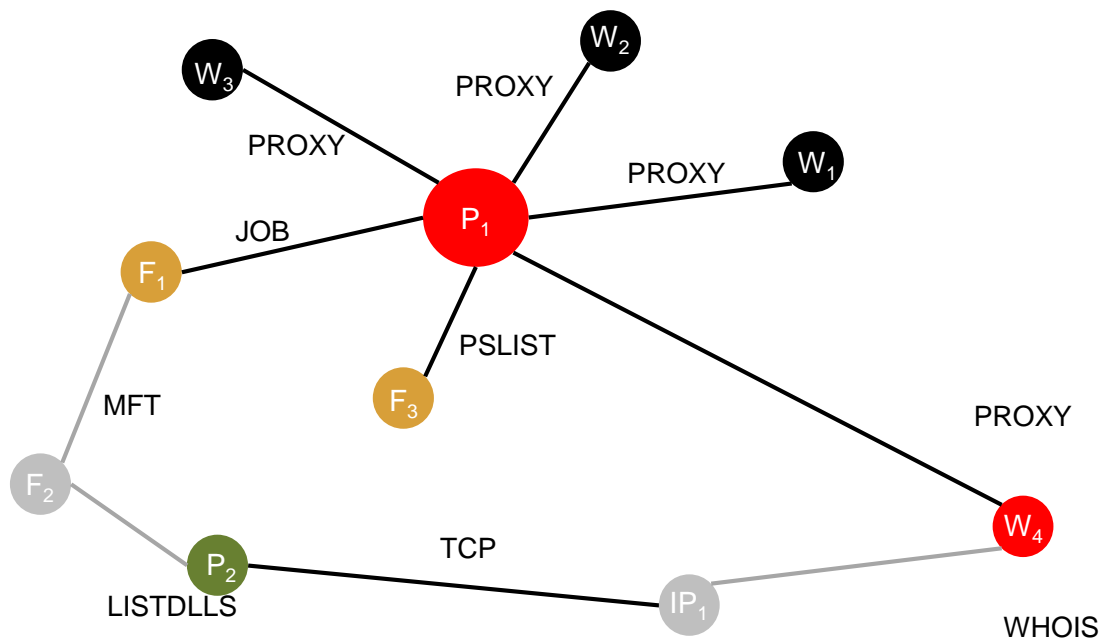 W₂
W₃
PROXY
PROXY
W₁
PROXY
P₁
JOB
F₁
PSLIST
F₃
MFT
PROXY
F₂
W₄
TCP
P₂
LISTDLLS
IP₁
WHOIS